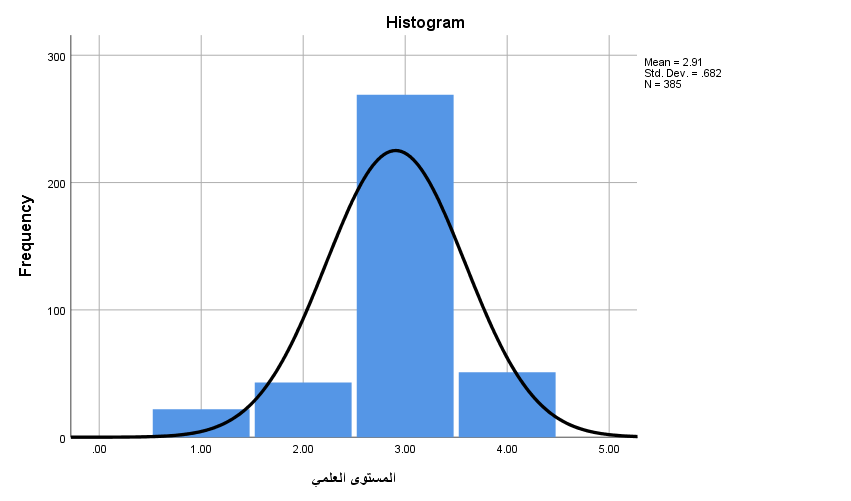 Histogram
Mean = 2.91
Std. Dev. = .682
N = 385
Frequency
300
200
100
0
.00 1.00 2.00 3.00 4.00 5.00
المستوى العلمي